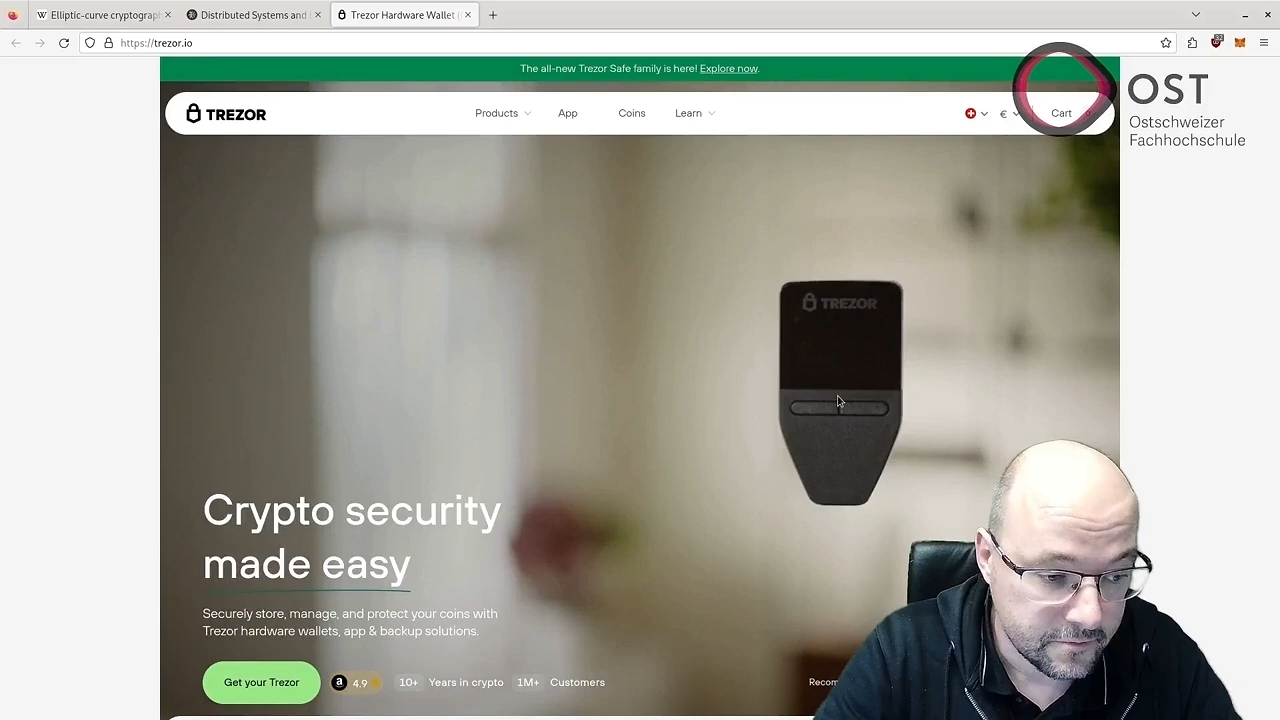 Elliptic-curve cryptograph
Distributed Systems and
Trezor Hardware Wallet (
https://trezor.io
The all-new Trezor Safe family is here! Explore now.
TREZOR
Products
App
Coins
Learn
€
Cart
OST
Ostschweizer
Fachhochschule
TREZOR
Crypto security
made easy
Securely store, manage, and protect your coins with
Trezor hardware wallets, app & backup solutions.
Get your Trezor
a 4.9
10+ Years in crypto
1M+ Customers